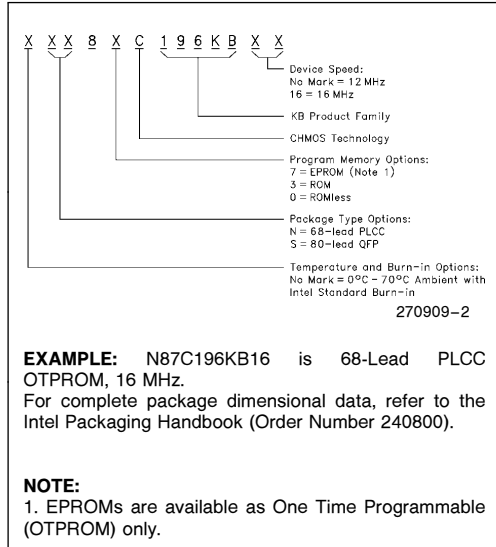 X XX 8 X C 196KB X X
Device Speed:
No Mark = 12 MHz
16 = 16 MHz
KB Product Family
CHMOS Technology
Program Memory Options:
7 = EPROM (Note 1)
3 = ROM
0 = ROMless
Package Type Options:
N = 68-lead PLCC
S = 80-lead QFP
Temperature and Burn-in Options:
No Mark = 0°C - 70°C Ambient with
Intel Standard Burn-in
270909-2
EXAMPLE: N87C196KB16 is 68-Lead PLCC
OTPROM, 16 MHz.
For complete package dimensional data, refer to the
Intel Packaging Handbook (Order Number 240800).
NOTE:
1. EPROMs are available as One Time Programmable
(OTPROM) only.